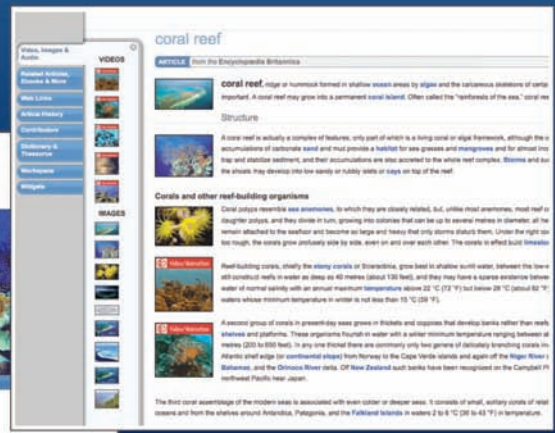 coral reef
Video, Images &
Audio
Related Articles,
Ebooks & More
Web Links
Article History
Contributors
Dictionary &
Thesaurus
Workspace
Widgets
VIDEOS
IMAGES
ARTICLE from the Encyclopædia Britannica
coral reef, ridge or hummock formed in shallow ocean areas by algae and the calcareous skeletons of certai
important. A coral reef may grow into a permanent coral island. Often called the "rainforests of the sea," coral ree
Structure
A coral reef is actually a complex of features, only part of which is a living coral or algal framework, although the o
accumulations of carbonate sand and mud provide a habitat for sea grasses and mangroves and for almost inno
trap and stabilize sediment, and their accumulations are also accreted to the whole reef complex. Storms and su
the shoals may develop into low sandy or rubbly islets or cays on top of the reef.
Corals and other reef-building organisms
Coral polyps resemble sea anemones, to which they are closely related, but, unlike most anemones, most reef c
daughter polyps, and they divide in turn, growing into colonies that can be up to several metres in diameter, all he
remain attached to the seafloor and become so large and heavy that only storms disturb them. Under the right co
too rough, the corals grow profusely side by side, even on and over each other. The corals in effect build limestor
Reef-building corals, chiefly the stony corals or Scleractinia, grow best in shallow sunlit water, between the low-
still construct reefs in water as deep as 40 metres (about 130 feet), and they may have a sparse existence betwee
water of normal salinity with an annual maximum temperature above 22 °C (72 °F) but below 28 °C (about 82 °F
waters whose minimum temperature in winter is not less than 15 °C (59 °F).
A second group of corals in present-day seas grows in thickets and coppices that develop banks rather than reefs
shelves and platforms. These organisms flourish in water with a winter minimum temperature ranging between ab
metres (200 to 650 feet). In any one thicket there are commonly only two genera of delicately branching corals inv
Atlantic shelf edge (or continental slopes) from Norway to the Cape Verde Islands and again off the Niger River
Bahamas, and the Orinoco River delta. Off New Zealand such banks have been recognized on the Campbell Pl
northwest Pacific near Japan.
The third coral assemblage of the modern seas is associated with even colder or deeper seas. It consists of small, solitary corals of relat
oceans and from the shelves around Antarctica, Patagonia, and the Falkland Islands in waters 2 to 6 °C (36 to 43 °F) in temperature.